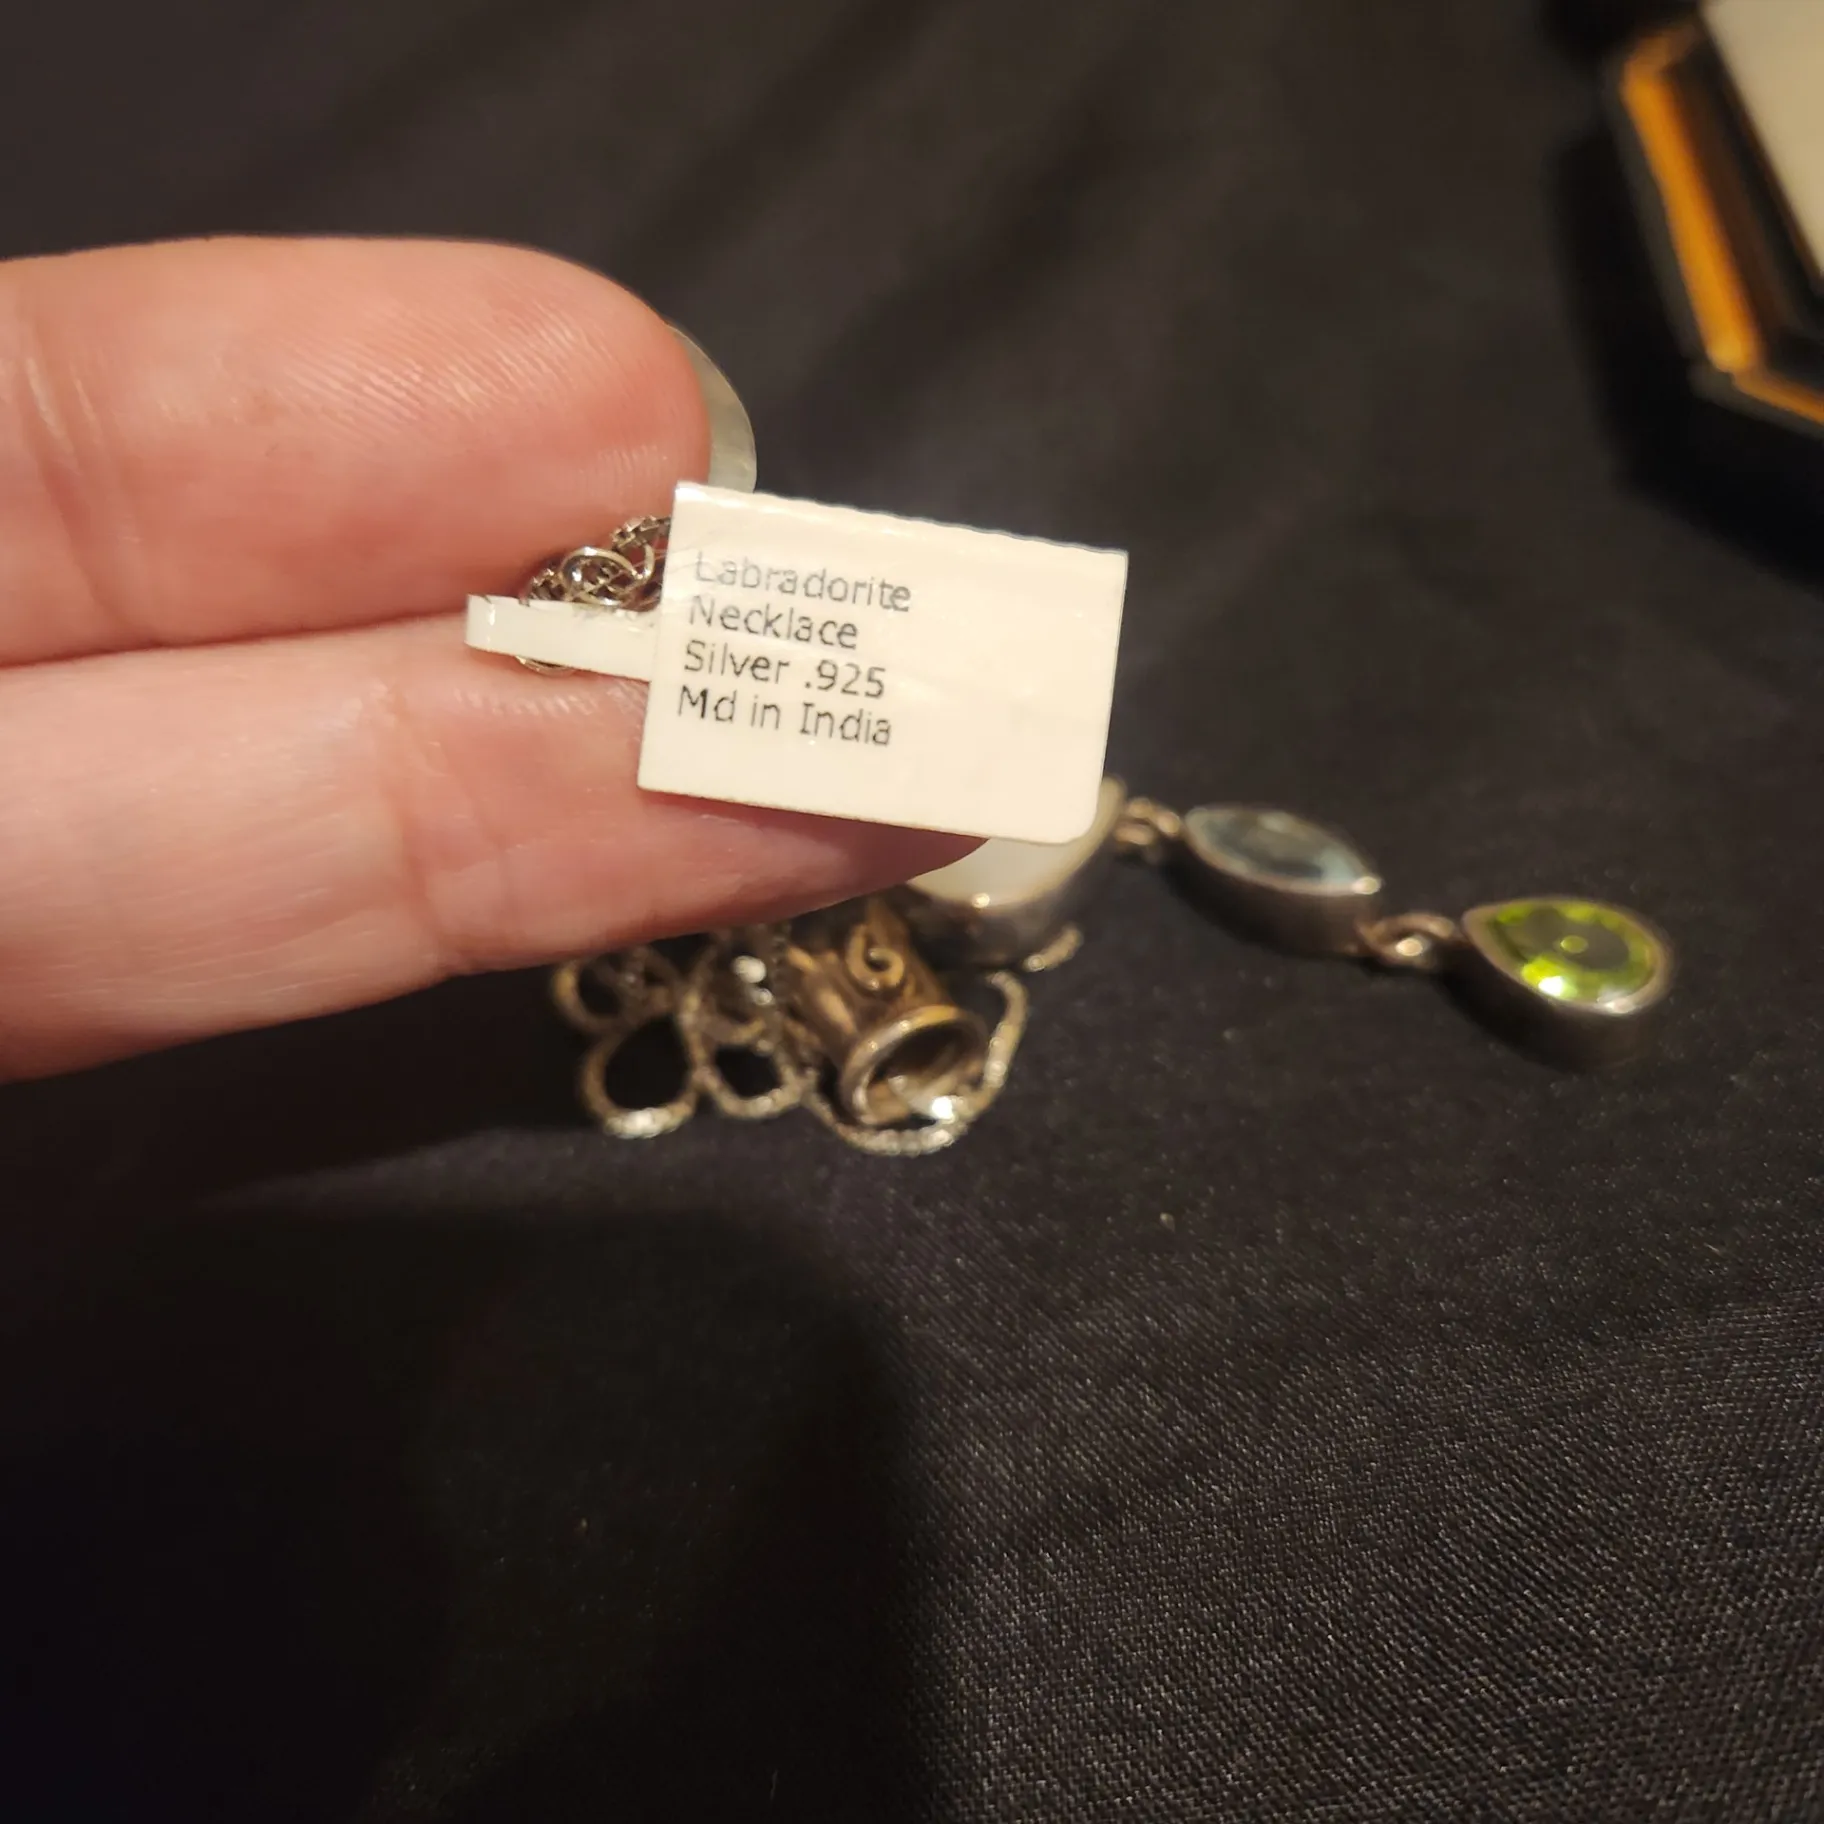 Labradorite
Necklace
Silver .925
Md in India